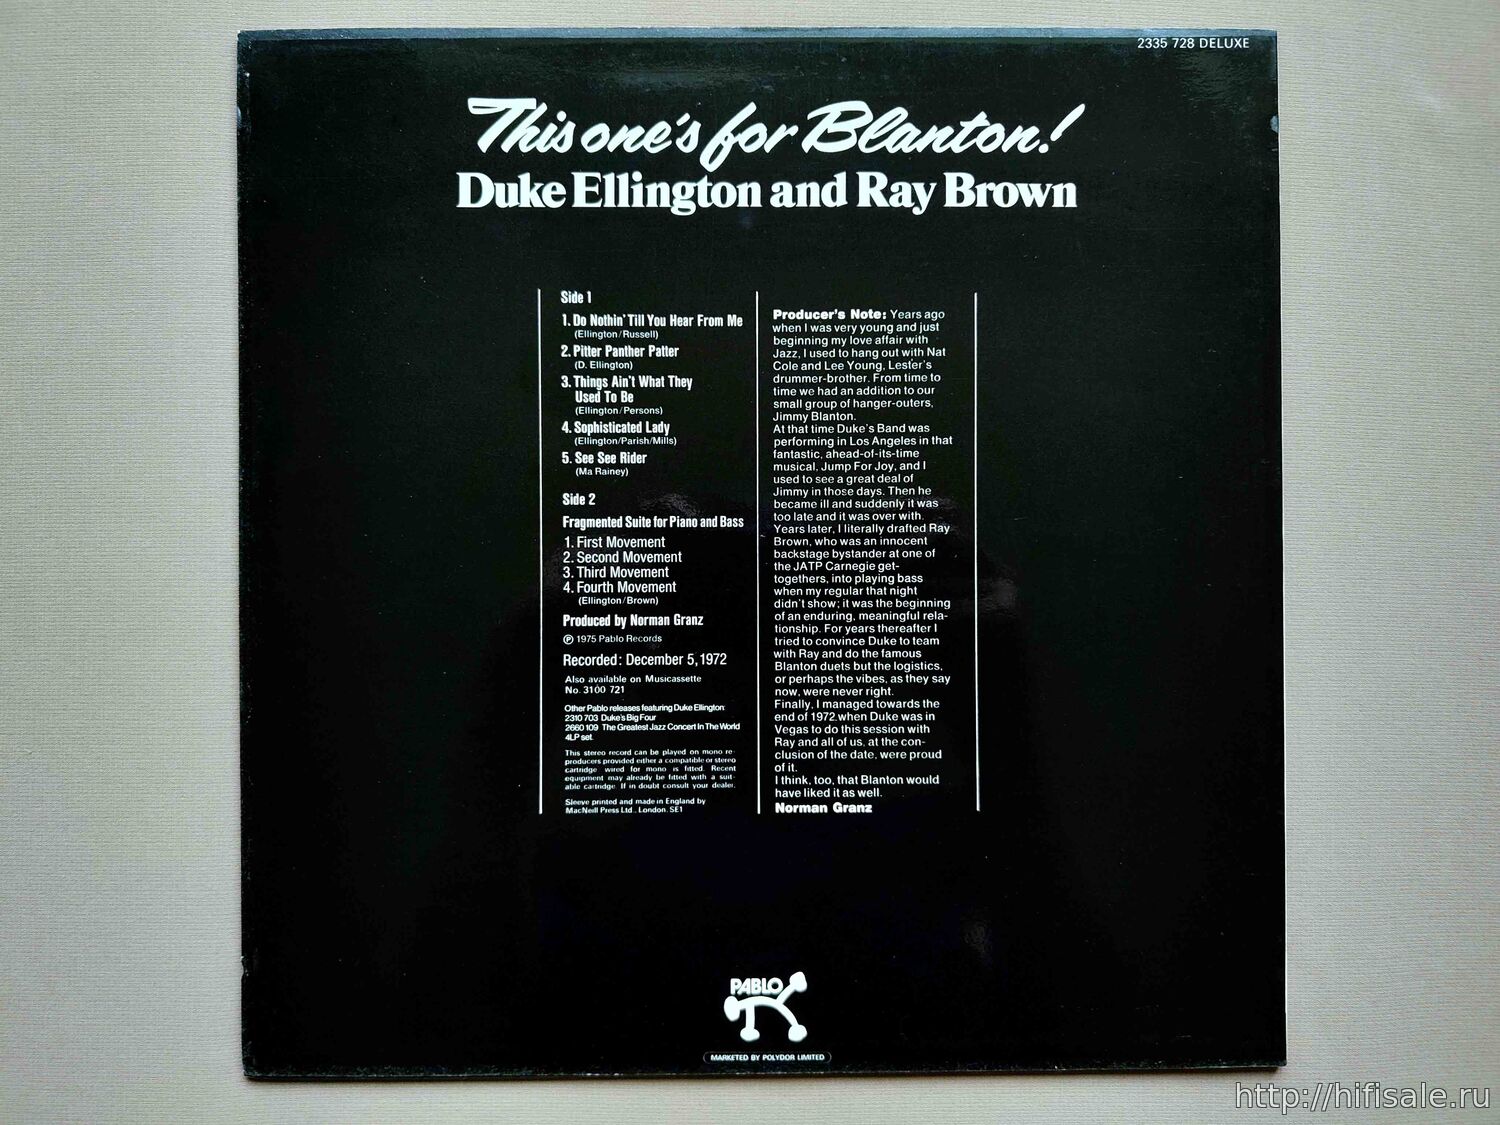 2335 728 DELUXE
This one's for Blanton!
Duke Ellington and Ray Brown
Side 1
1. Do Nothin' Till You Hear From Me
(Ellington/Russell)
2. Pitter Panther Patter
(D. Ellington)
3. Things Ain't What They
Used To Be
(Ellington/Persons)
4. Sophisticated Lady
(Ellington/Parish/Mills)
5. See See Rider
(Ma Rainey)
Side 2
Fragmented Suite for Piano and Bass
1. First Movement
2. Second Movement
3. Third Movement
4. Fourth Movement
(Ellington/Brown)
Produced by Norman Granz
℗ 1975 Pablo Records
Recorded: December 5, 1972
Also available on Musicassette
No. 3100 721
Other Pablo releases featuring Duke Ellington:
2310 703 Duke's Big Four
2660 109 The Greatest Jazz Concert In The World
4LP set.
This stereo record can be played on mono re-
producers provided either a compatible or stereo
cartridge wired for mono is fitted. Recent
equipment may already be fitted with a suit-
able cartridge. If in doubt consult your dealer.
Sleeve printed and made in England by
MacNeill Press Ltd., London, SE1
Producer's Note: Years ago
when I was very young and just
beginning my love affair with
Jazz, I used to hang out with Nat
Cole and Lee Young, Lester's
drummer-brother. From time to
time we had an addition to our
small group of hanger-outers,
Jimmy Blanton.
At that time Duke's Band was
performing in Los Angeles in that
fantastic, ahead-of-its-time
musical, Jump For Joy, and I
used to see a great deal of
Jimmy in those days. Then he
became ill and suddenly it was
too late and it was over with.
Years later, I literally drafted Ray
Brown, who was an innocent
backstage bystander at one of
the JATP Carnegie get-
togethers, into playing bass
when my regular that night
didn't show; it was the beginning
of an enduring, meaningful rela-
tionship. For years thereafter I
tried to convince Duke to team
with Ray and do the famous
Blanton duets but the logistics,
or perhaps the vibes, as they say
now, were never right.
Finally, I managed towards the
end of 1972 when Duke was in
Vegas to do this session with
Ray and all of us, at the con-
clusion of the date, were proud
of it.
I think, too, that Blanton would
have liked it as well.
Norman Granz
PABLO
MARKETED BY POLYDOR LIMITED
http://hifisale.ru